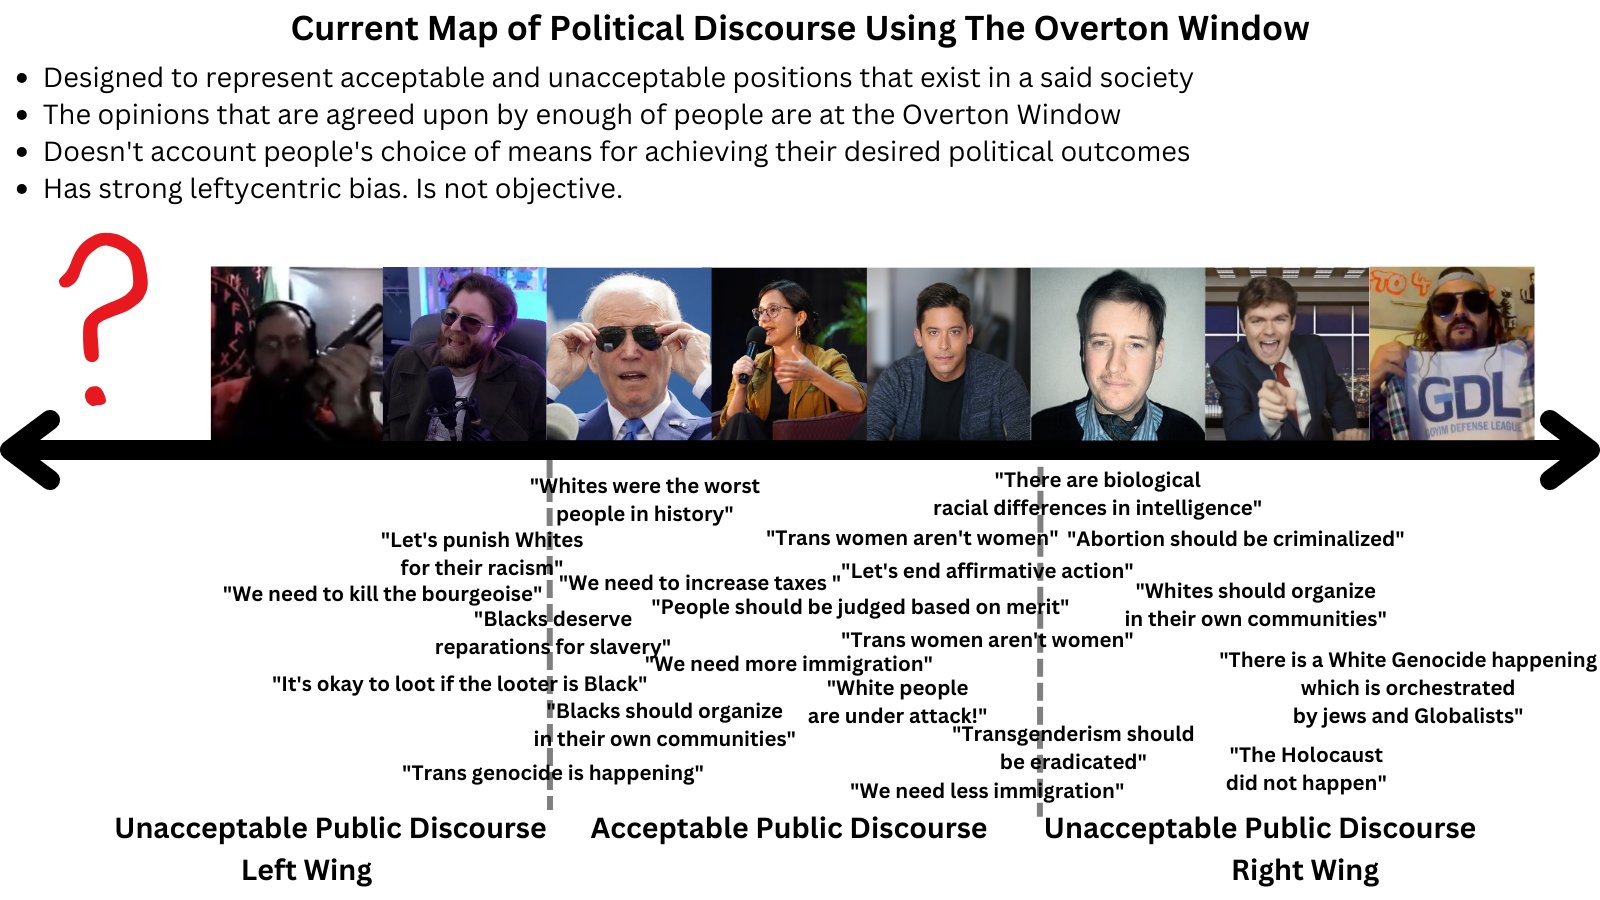 Current Map of Political Discourse Using The Overton Window
• Designed to represent acceptable and unacceptable positions that exist in a said society
• The opinions that are agreed upon by enough of people are at the Overton Window
• Doesn't account people's choice of means for achieving their desired political outcomes
• Has strong leftycentric bias. Is not objective.
?
TO 4
GDL
GOYIM DEFENSE LEAGUE
"Whites were the worst
people in history"
"There are biological
racial differences in intelligence"
"Let's punish Whites
for their racism"
"Trans women aren't women"
"Abortion should be criminalized"
"We need to kill the bourgeoise"
"We need to increase taxes "
"Let's end affirmative action"
"People should be judged based on merit"
"Whites should organize
in their own communities"
"Blacks deserve
reparations for slavery"
"Trans women aren't women"
"We need more immigration"
"There is a White Genocide happening
which is orchestrated
by jews and Globalists"
"It's okay to loot if the looter is Black"
"White people
are under attack!"
"Blacks should organize
in their own communities"
"Transgenderism should
be eradicated"
"The Holocaust
did not happen"
"Trans genocide is happening"
"We need less immigration"
Unacceptable Public Discourse
Left Wing
Acceptable Public Discourse
Unacceptable Public Discourse
Right Wing